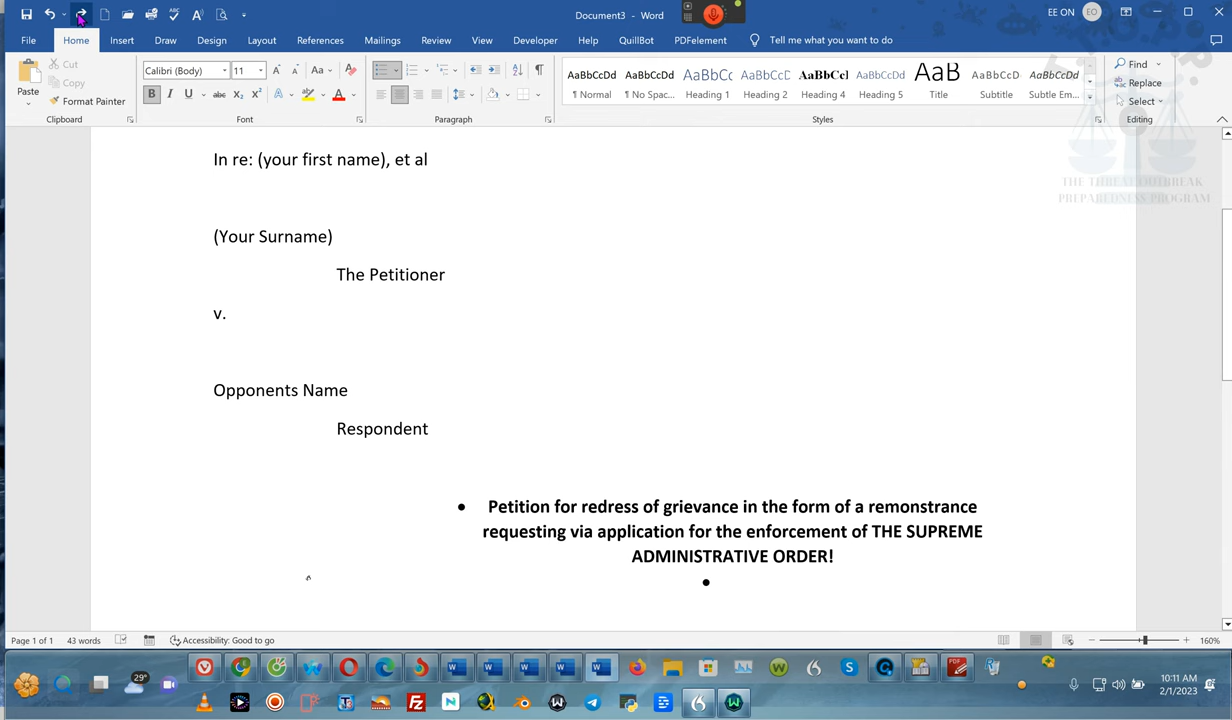 Document3 - Word
EE ON
EO
File
Home
Insert
Draw
Design
Layout
References
Mailings
Review
View
Developer
Help
QuillBot
PDFelement
Tell me what you want to do
Paste
Cut
Copy
Format Painter
Clipboard
Calibri (Body)
11
Font
Paragraph
AaBbCcDd
¶ Normal
AaBbCcDd
¶ No Spac...
AaBbCc
Heading 1
AaBbCcD
Heading 2
AaBbCcI
Heading 4
AaBbCcDd
Heading 5
AaB
Title
AaBbCcD
Subtitle
AaBbCcDd
Subtle Em...
Styles
Find
Replace
Select
Editing
THE THREAT OUTBREAK
PREPAREDNESS PROGRAM
In re: (your first name), et al
(Your Surname)
The Petitioner
v.
Opponents Name
Respondent
• Petition for redress of grievance in the form of a remonstrance
requesting via application for the enforcement of THE SUPREME
ADMINISTRATIVE ORDER!
•
Page 1 of 1
43 words
Accessibility: Good to go
160%
29°
10:11 AM
2/1/2023